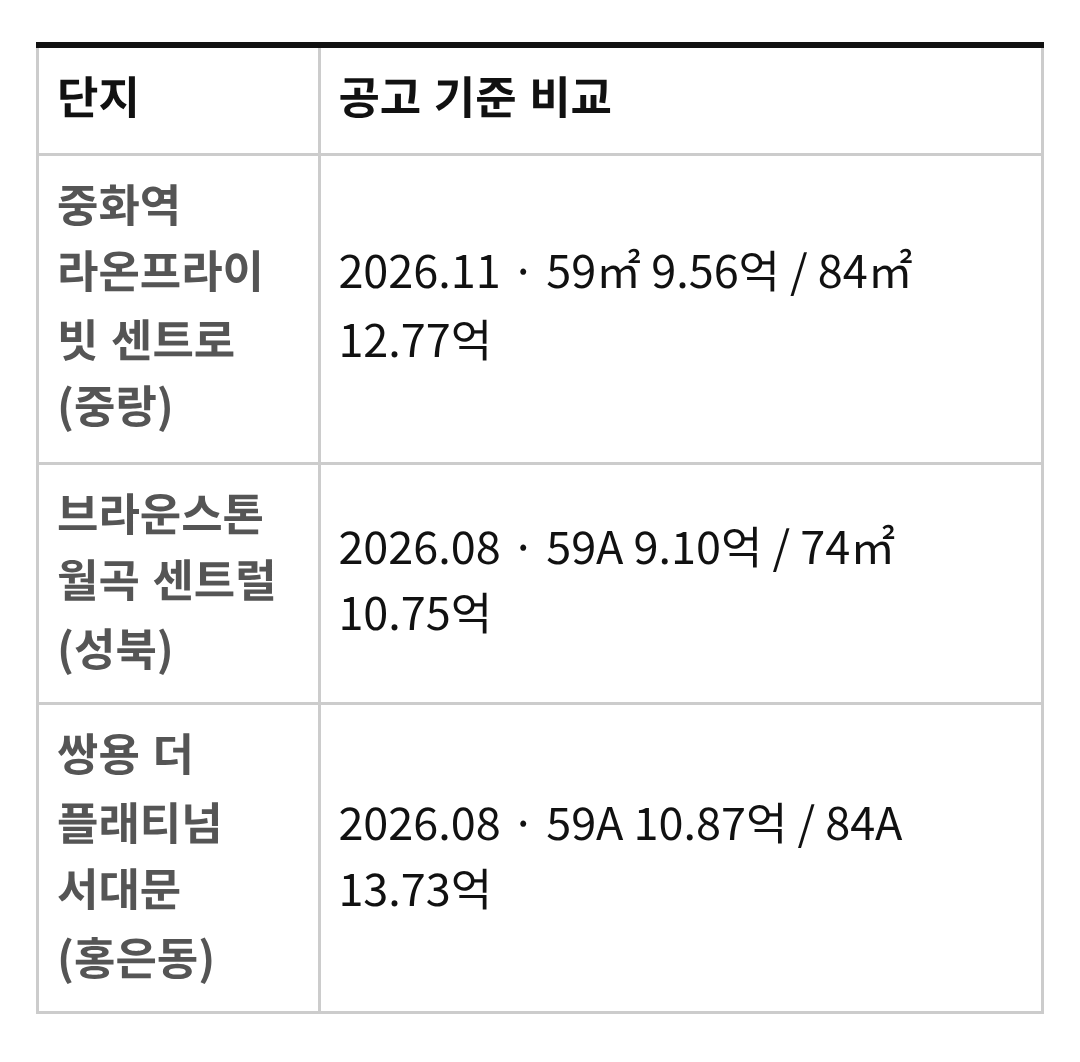 단지
공고 기준 비교
중화역
라온프라이
빗 센트로
(중랑)
2026.11 · 59㎡ 9.56억 / 84㎡
12.77억
브라운스톤
월곡 센트럴
(성북)
2026.08 · 59A 9.10억 / 74㎡
10.75억
쌍용 더
플래티넘
서대문
(홍은동)
2026.08 · 59A 10.87억 / 84A
13.73억